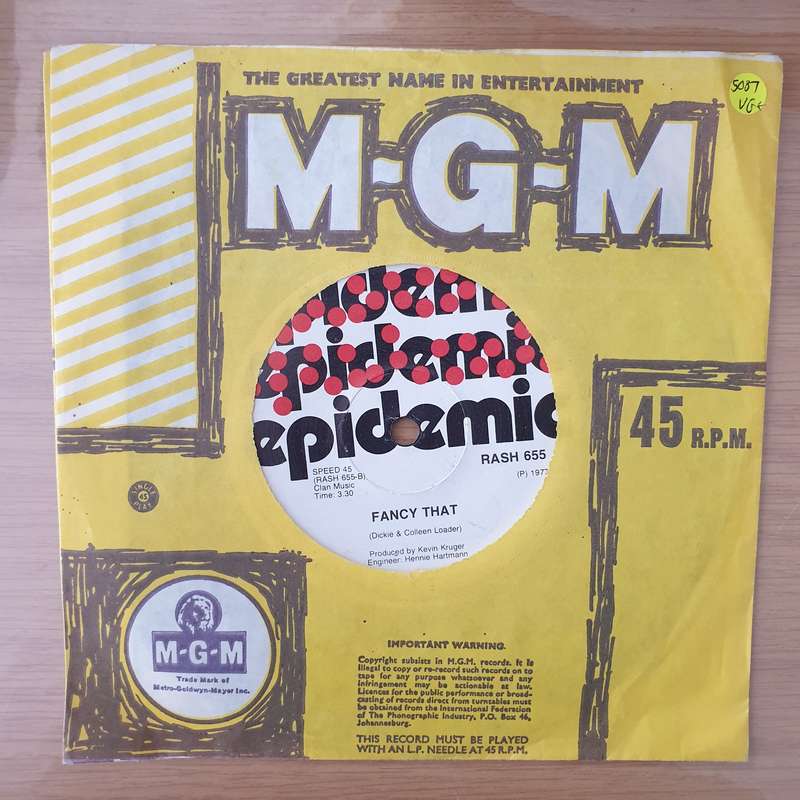 THE GREATEST NAME IN ENTERTAINMENT
5087
VG+
M-G-M
epidemic
epidemic
epidemic
45 R.P.M.
SPEED 45
(RASH 655-B)
Clan Music
Time: 3.30
RASH 655
(P) 1977
FANCY THAT
(Dickie & Colleen Loader)
Produced by Kevin Kruger
Engineer: Hennie Hartmann
SINGLE
45
PLAY
M-G-M
Trade Mark of
Metro-Goldwyn-Mayer Inc.
IMPORTANT WARNING.
Copyright subsists in M.G.M. records. It is
illegal to copy or re-record such records on to
tape for any purpose whatsoever and any
infringement may be actionable at law.
Licences for the public performance or broad-
casting of records direct from turntables must
be obtained from the International Federation
of The Phonographic Industry, P.O. Box 46,
Johannesburg.
THIS RECORD MUST BE PLAYED
WITH AN L.P. NEEDLE AT 45 R.P.M.